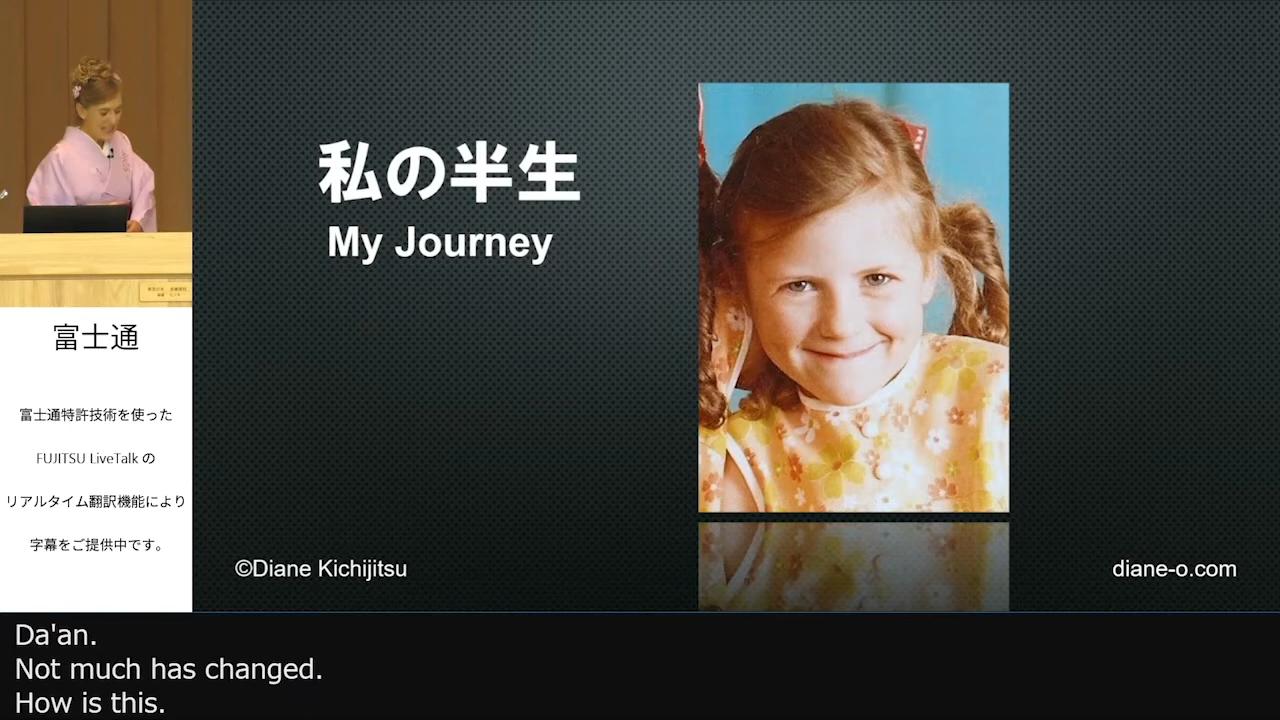 私の半生
My Journey
©Diane Kichijitsu
diane-o.com
富士通
富士通特許技術を使った
FUJITSU LiveTalk の
リアルタイム翻訳機能により
字幕をご提供中です。
Da'an.
Not much has changed.
How is this.